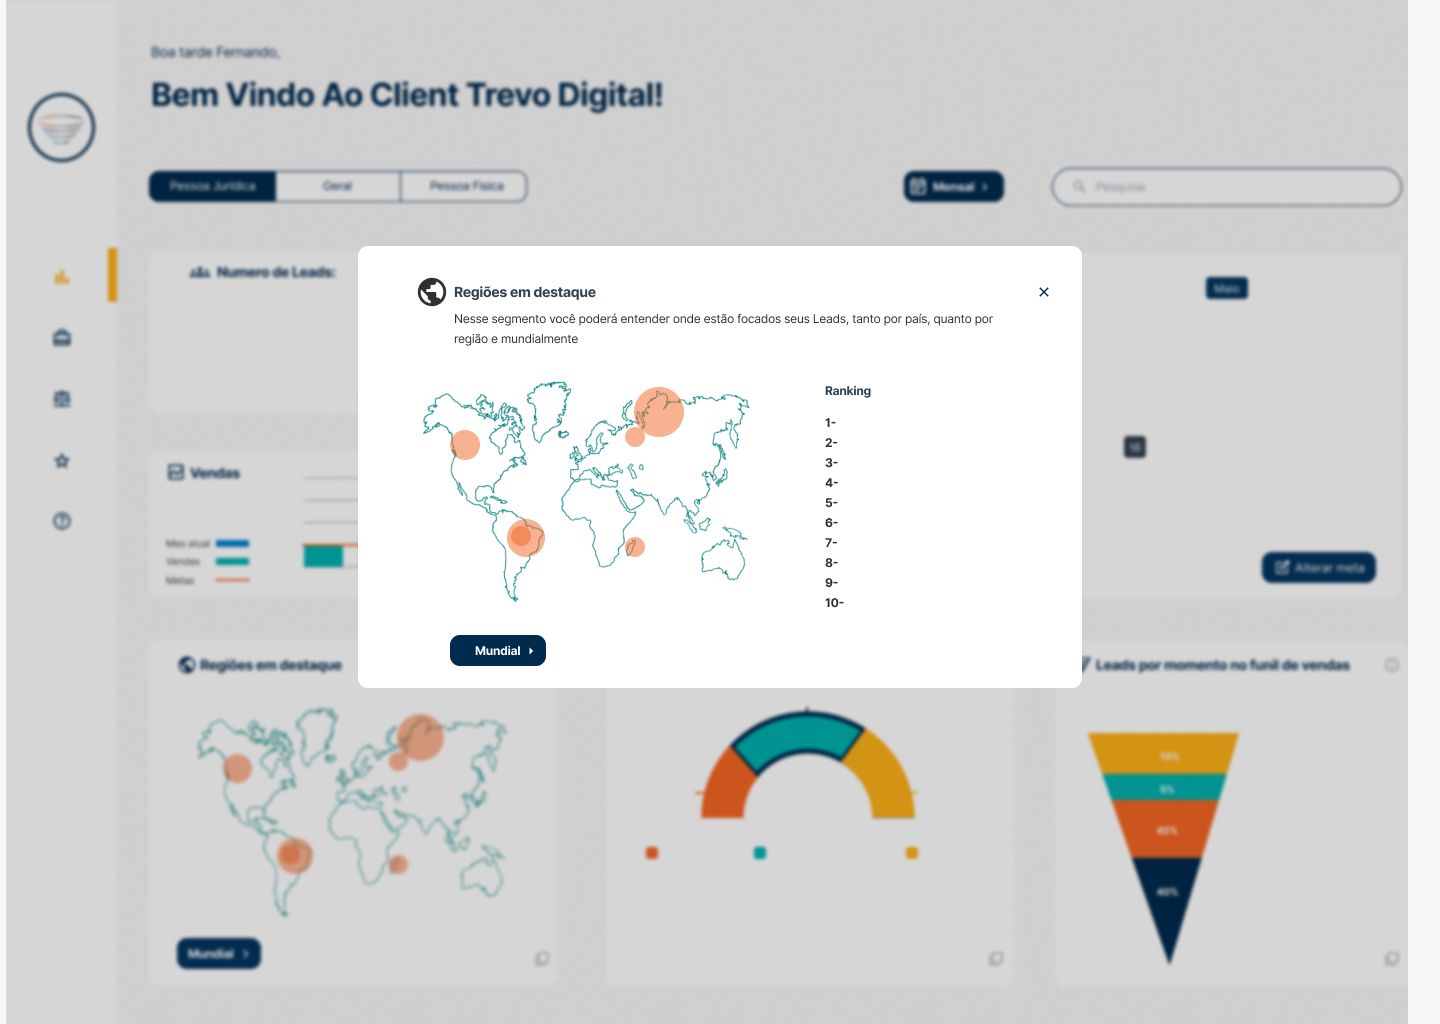 Boa tarde Fernando,
Bem Vindo Ao Client Trevo Digital!
Pessoa Jurídica
Geral
Pessoa Fisica
Mensal
Pesquise
Numero de Leads:
Maio
Regiões em destaque
Nesse segmento você poderá entender onde estão focados seus Leads, tanto por país, quanto por
região e mundialmente
Ranking
1-
2-
3-
4-
5-
6-
7-
8-
9-
10-
Mundial
Vendas
Mes atual
Vendas
Metas
Alterar meta
Regiões em destaque
Mundial
Leads por momento no funil de vendas
10%
5%
45%
40%